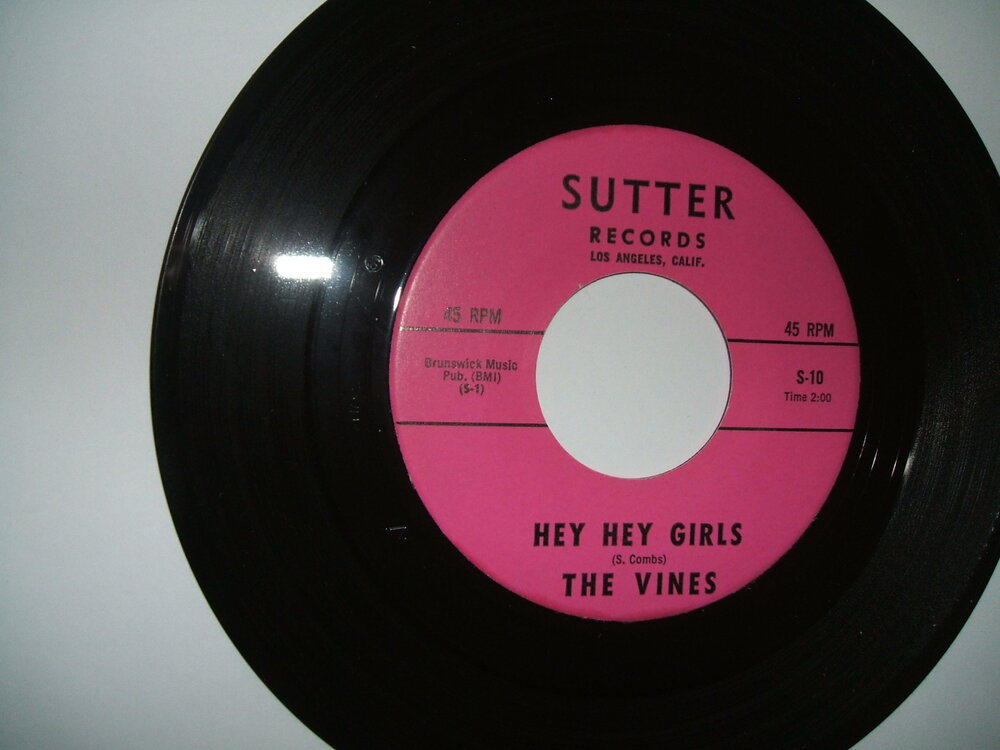 SUTTER
RECORDS
LOS ANGELES, CALIF.
45 RPM
Brunswick Music
Pub. (BMI)
(S-1)
45 RPM
S-10
Time 2:00
HEY HEY GIRLS
(S. Combs)
THE VINES